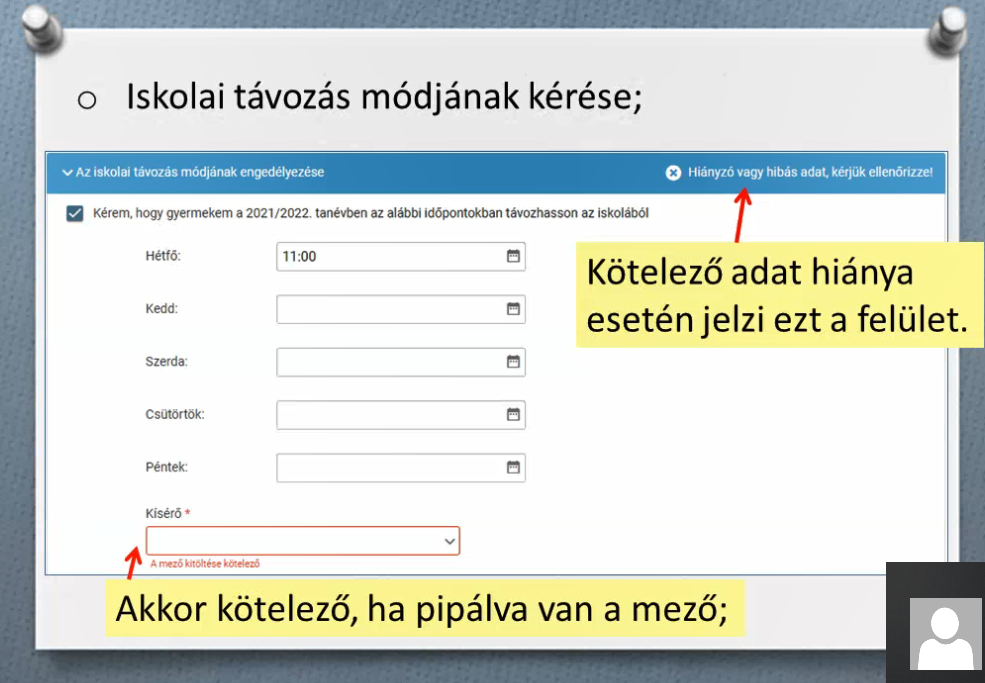 Iskolai távozás módjának kérése;
Az iskolai távozás módjának engedélyezése
Hiányzó vagy hibás adat, kérjük ellenőrizze!
Kérem, hogy gyermekem a 2021/2022. tanévben az alábbi időpontokban távozhasson az iskolából
Hétfő:
11:00
Kötelező adat hiánya
esetén jelzi ezt a felület.
Kedd:
Szerda:
Csütörtök:
Péntek:
Kísérő *
A mező kitöltése kötelező
Akkor kötelező, ha pipálva van a mező;